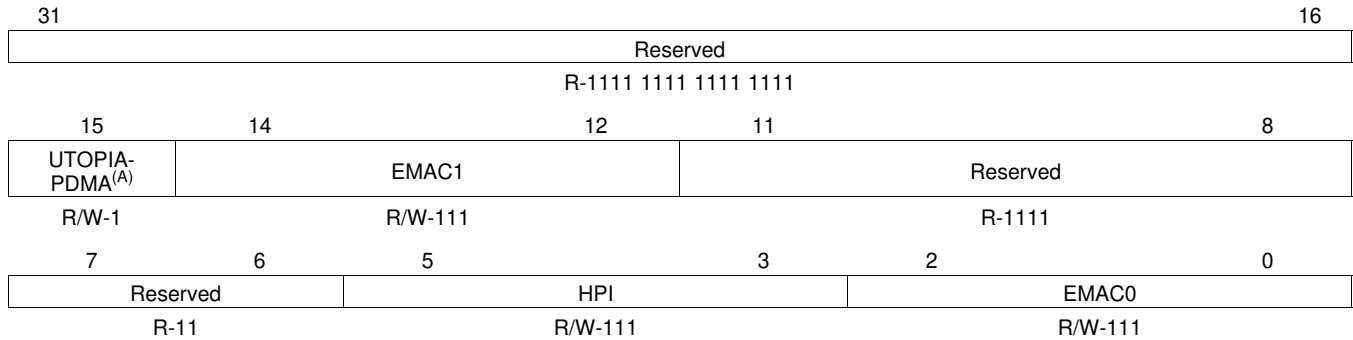 31 16
Reserved
R-1111 1111 1111 1111
15 14 12 11 8
UTOPIA-
PDMA(A) EMAC1 Reserved
R/W-1 R/W-111 R-1111
7 6 5 3 2 0
Reserved HPI EMAC0
R-11 R/W-111 R/W-111